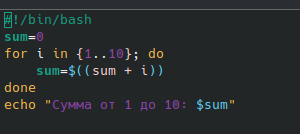 #!/bin/bash
sum=0
for i in {1..10}; do
    sum=$((sum + i))
done
echo "Сумма от 1 до 10: $sum"